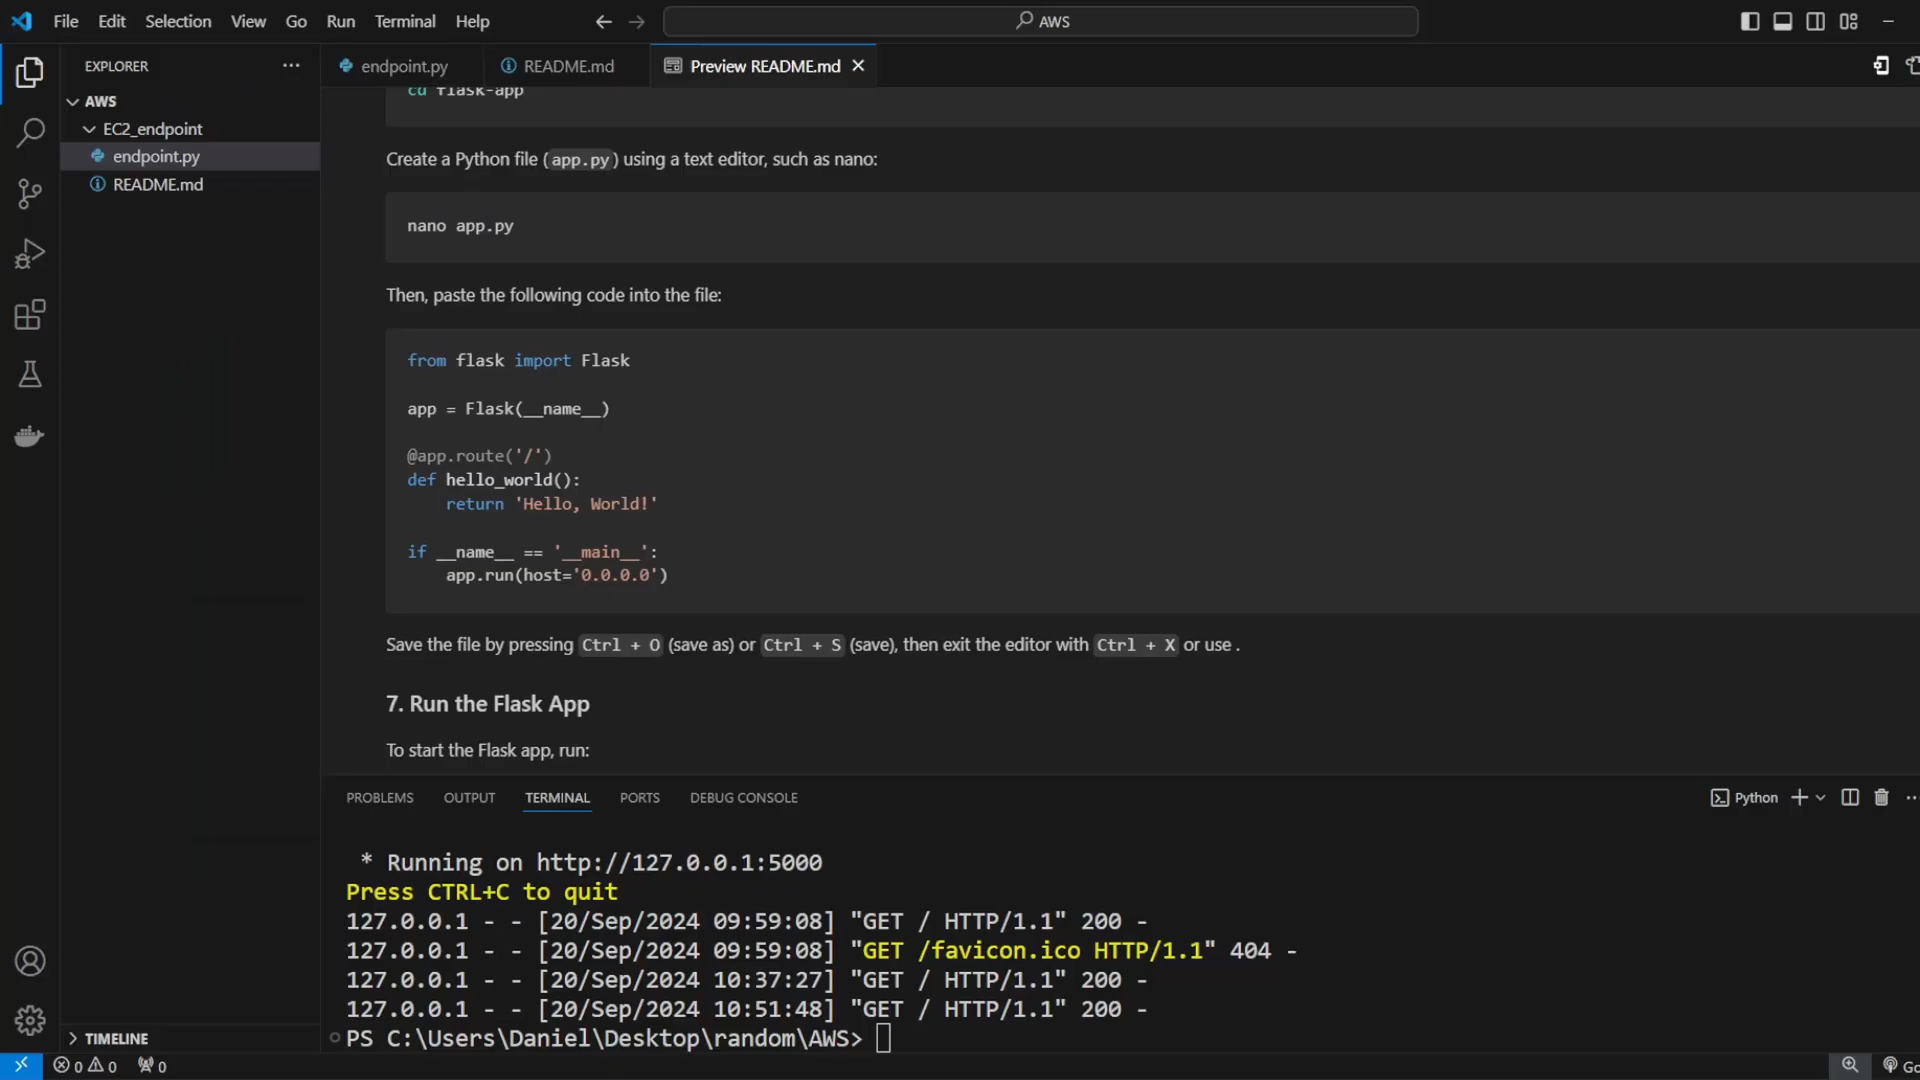 File Edit Selection View Go Run Terminal Help
AWS
EXPLORER
AWS
EC2_endpoint
endpoint.py
README.md
TIMELINE
endpoint.py
README.md
Preview README.md
cd flask-app
Create a Python file (app.py) using a text editor, such as nano:
nano app.py
Then, paste the following code into the file:
from flask import Flask
app = Flask(__name__)
@app.route('/')
def hello_world():
return 'Hello, World!'
if __name__ == '__main__':
app.run(host='0.0.0.0')
Save the file by pressing Ctrl + O (save as) or Ctrl + S (save), then exit the editor with Ctrl + X or use .
7. Run the Flask App
To start the Flask app, run:
PROBLEMS OUTPUT TERMINAL PORTS DEBUG CONSOLE
Python
* Running on http://127.0.0.1:5000
Press CTRL+C to quit
127.0.0.1 - - [20/Sep/2024 09:59:08] "GET / HTTP/1.1" 200 -
127.0.0.1 - - [20/Sep/2024 09:59:08] "GET /favicon.ico HTTP/1.1" 404 -
127.0.0.1 - - [20/Sep/2024 10:37:27] "GET / HTTP/1.1" 200 -
127.0.0.1 - - [20/Sep/2024 10:51:48] "GET / HTTP/1.1" 200 -
PS C:\Users\Daniel\Desktop\random\AWS>
0 0 0
Go